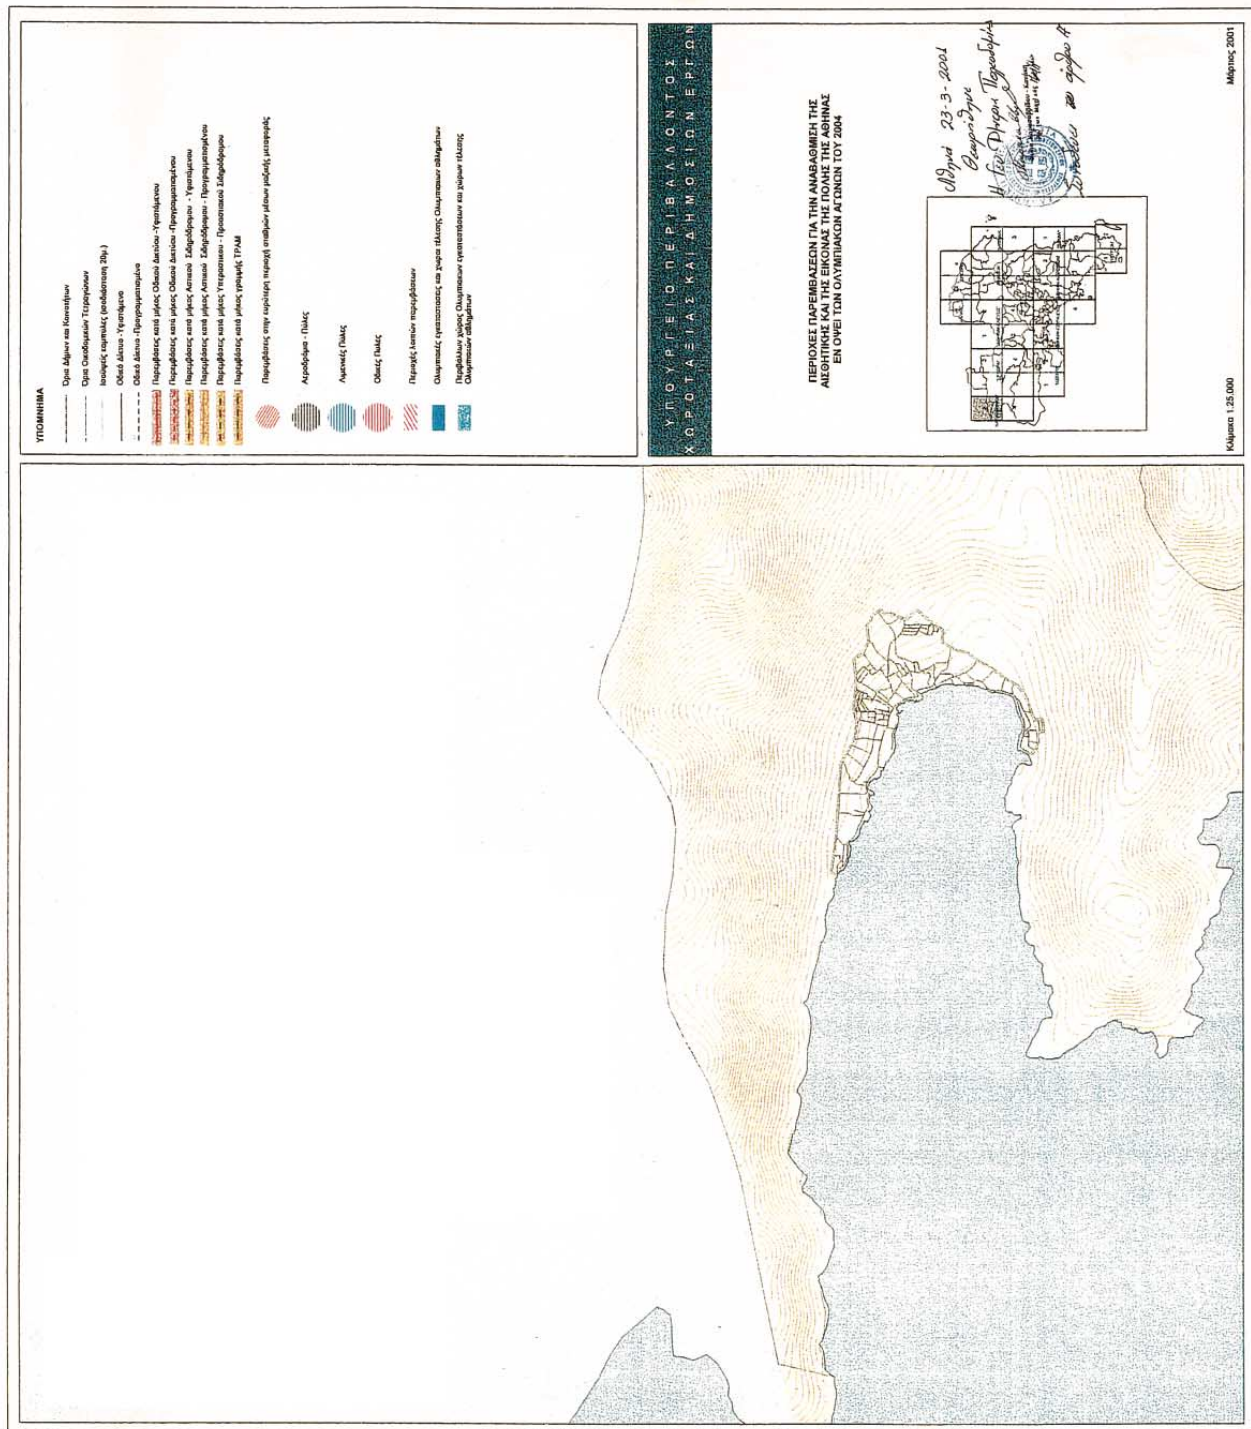 ΥΠΟΜΝΗΜΑ
Όρια Δήμων και Κοινοτήτων
Όρια Οικοδομικών Τετραγώνων
Ισοϋψείς καμπύλες (ισοδιάσταση 20μ.)
Οδικό Δίκτυο - Υφιστάμενο
Οδικό Δίκτυο - Προγραμματισμένο
Παρεμβάσεις κατά μήκος Οδικού Δικτύου - Υφιστάμενου
Παρεμβάσεις κατά μήκος Οδικού Δικτύου - Προγραμματισμένου
Παρεμβάσεις κατά μήκος Αστικού Σιδηρόδρομου - Υφιστάμενου
Παρεμβάσεις κατά μήκος Αστικού Σιδηρόδρομου - Προγραμματισμένου
Παρεμβάσεις κατά μήκος Υπεραστικού - Προαστιακού Σιδηρόδρομου
Παρεμβάσεις κατά μήκος γραμμής ΤΡΑΜ
Παρεμβάσεις στην ευρύτερη περιοχή σταθμών μέσων μαζικής μεταφοράς
Αεροδρόμια - Πύλες
Λιμενικές Πύλες
Οδικές Πύλες
Περιοχές λοιπών παρεμβάσεων
Ολυμπιακές εγκαταστάσεις και χώροι τέλεσης Ολυμπιακών αθλημάτων
Περιβάλλων χώρος Ολυμπιακών εγκαταστάσεων και χώρων τέλεσης
Ολυμπιακών αθλημάτων
ΥΠΟΥΡΓΕΙΟ ΠΕΡΙΒΑΛΛΟΝΤΟΣ
ΧΩΡΟΤΑΞΙΑΣ ΚΑΙ ΔΗΜΟΣΙΩΝ ΕΡΓΩΝ
ΠΕΡΙΟΧΕΣ ΠΑΡΕΜΒΑΣΕΩΝ ΓΙΑ ΤΗΝ ΑΝΑΒΑΘΜΙΣΗ ΤΗΣ
ΑΙΣΘΗΤΙΚΗΣ ΚΑΙ ΤΗΣ ΕΙΚΟΝΑΣ ΤΗΣ ΠΟΛΗΣ ΤΗΣ ΑΘΗΝΑΣ
ΕΝ ΟΨΕΙ ΤΩΝ ΟΛΥΜΠΙΑΚΩΝ ΑΓΩΝΩΝ ΤΟΥ 2004
Αθήνα 23-3-2001
Θεωρήθηκε
Κλίμακα 1:25.000
Μάρτιος 2001